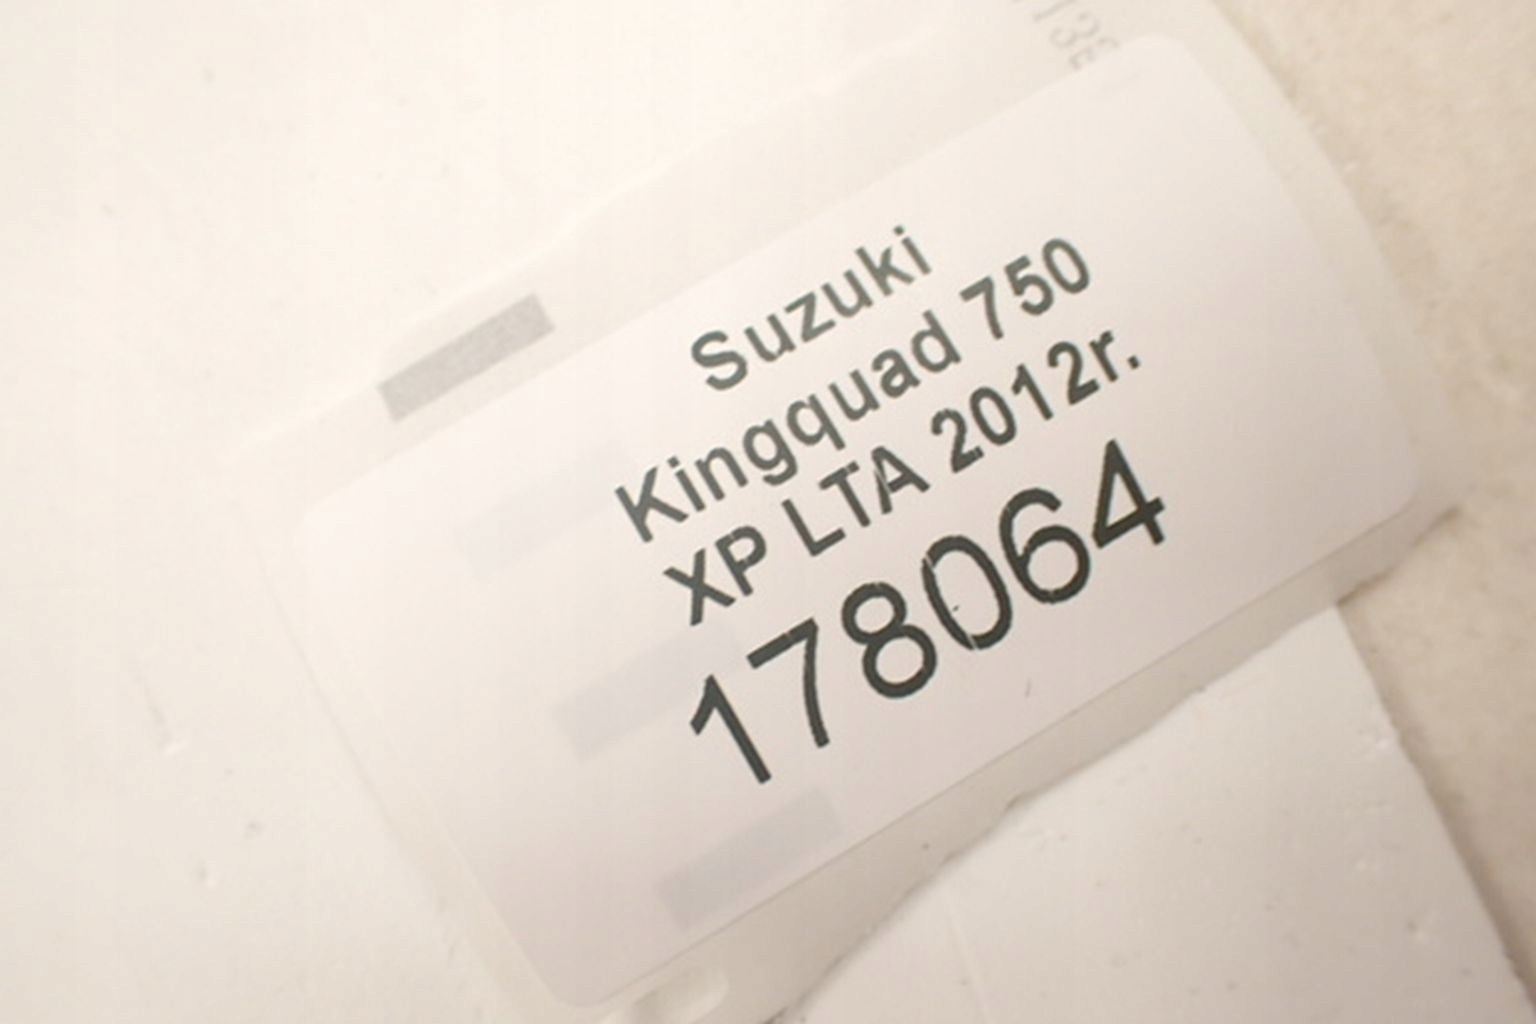 Suzuki
Kingquad 750
XP LTA 2012r.
178064